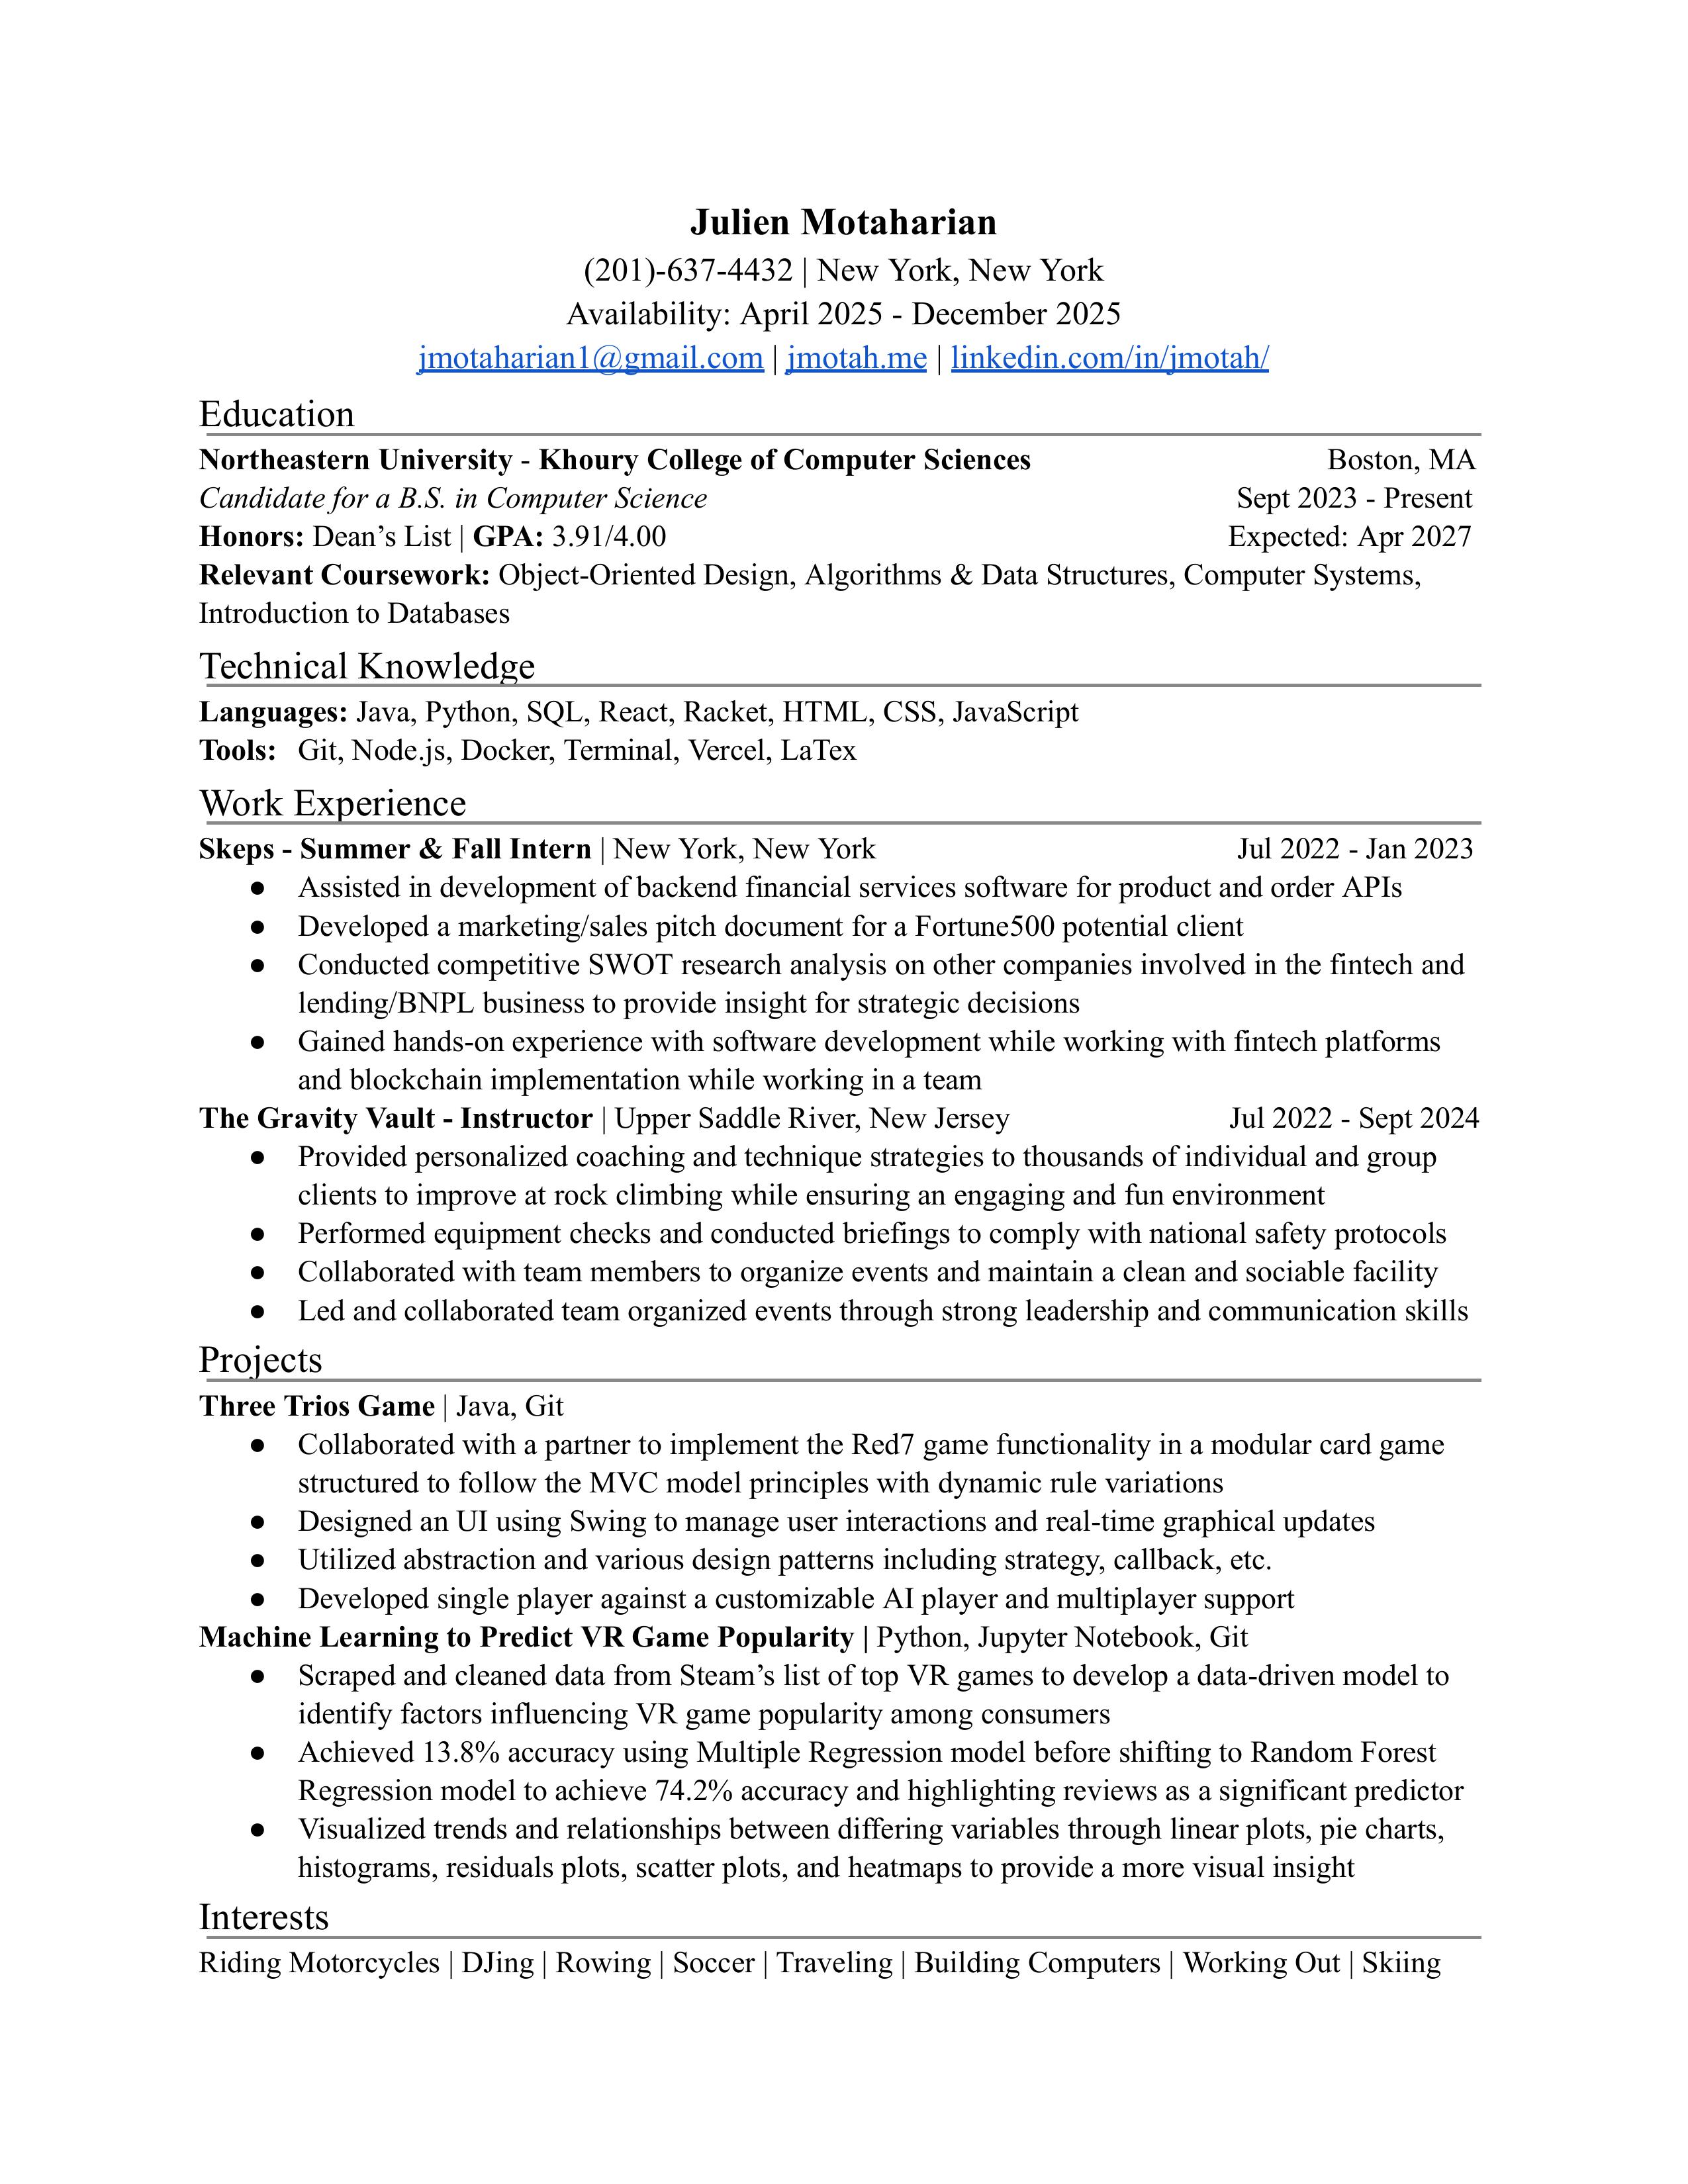 Julien Motaharian
(201)-637-4432 | New York, New York
Availability: April 2025 - December 2025
jmotaharian1@gmail.com | jmotah.me | linkedin.com/in/jmotah/
Education
Northeastern University - Khoury College of Computer Sciences Boston, MA
Candidate for a B.S. in Computer Science Sept 2023 - Present
Honors: Dean’s List | GPA: 3.91/4.00 Expected: Apr 2027
Relevant Coursework: Object-Oriented Design, Algorithms & Data Structures, Computer Systems,
Introduction to Databases
Technical Knowledge
Languages: Java, Python, SQL, React, Racket, HTML, CSS, JavaScript
Tools: Git, Node.js, Docker, Terminal, Vercel, LaTex
Work Experience
Skeps - Summer & Fall Intern | New York, New York Jul 2022 - Jan 2023
● Assisted in development of backend financial services software for product and order APIs
● Developed a marketing/sales pitch document for a Fortune500 potential client
● Conducted competitive SWOT research analysis on other companies involved in the fintech and
lending/BNPL business to provide insight for strategic decisions
● Gained hands-on experience with software development while working with fintech platforms
and blockchain implementation while working in a team
The Gravity Vault - Instructor | Upper Saddle River, New Jersey Jul 2022 - Sept 2024
● Provided personalized coaching and technique strategies to thousands of individual and group
clients to improve at rock climbing while ensuring an engaging and fun environment
● Performed equipment checks and conducted briefings to comply with national safety protocols
● Collaborated with team members to organize events and maintain a clean and sociable facility
● Led and collaborated team organized events through strong leadership and communication skills
Projects
Three Trios Game | Java, Git
● Collaborated with a partner to implement the Red7 game functionality in a modular card game
structured to follow the MVC model principles with dynamic rule variations
● Designed an UI using Swing to manage user interactions and real-time graphical updates
● Utilized abstraction and various design patterns including strategy, callback, etc.
● Developed single player against a customizable AI player and multiplayer support
Machine Learning to Predict VR Game Popularity | Python, Jupyter Notebook, Git
● Scraped and cleaned data from Steam’s list of top VR games to develop a data-driven model to
identify factors influencing VR game popularity among consumers
● Achieved 13.8% accuracy using Multiple Regression model before shifting to Random Forest
Regression model to achieve 74.2% accuracy and highlighting reviews as a significant predictor
● Visualized trends and relationships between differing variables through linear plots, pie charts,
histograms, residuals plots, scatter plots, and heatmaps to provide a more visual insight
Interests
Riding Motorcycles | DJing | Rowing | Soccer | Traveling | Building Computers | Working Out | Skiing